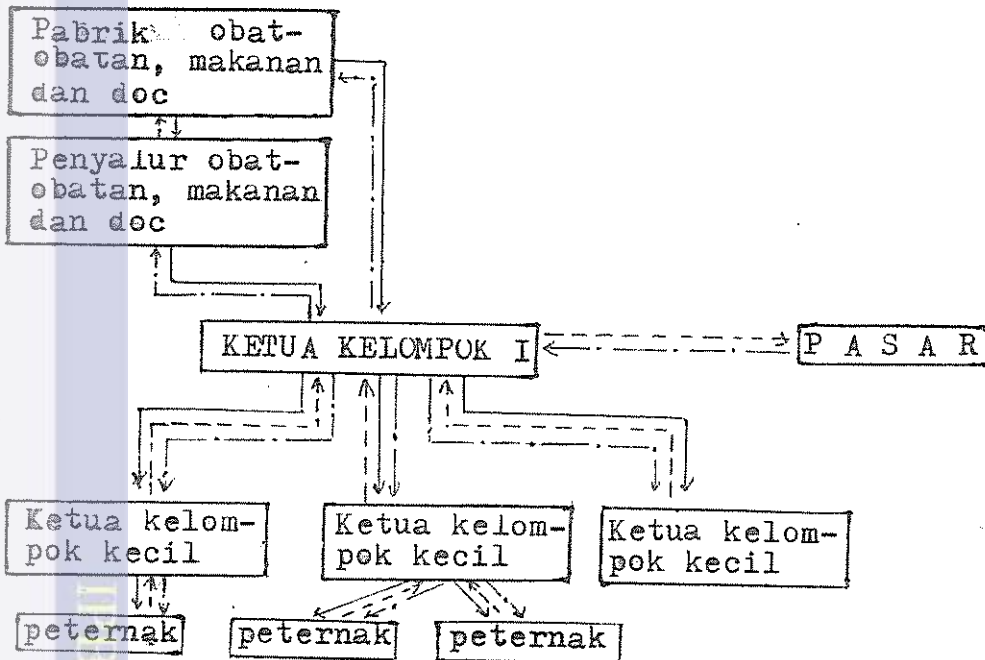 Pabrik obat-
obatan, makanan
dan doc
Penyalur obat-
obatan, makanan
dan doc
KETUA KELOMPOK I
P A S A R
Ketua kelom-
pok kecil
Ketua kelom-
pok kecil
Ketua kelom-
pok kecil
peternak
peternak
peternak